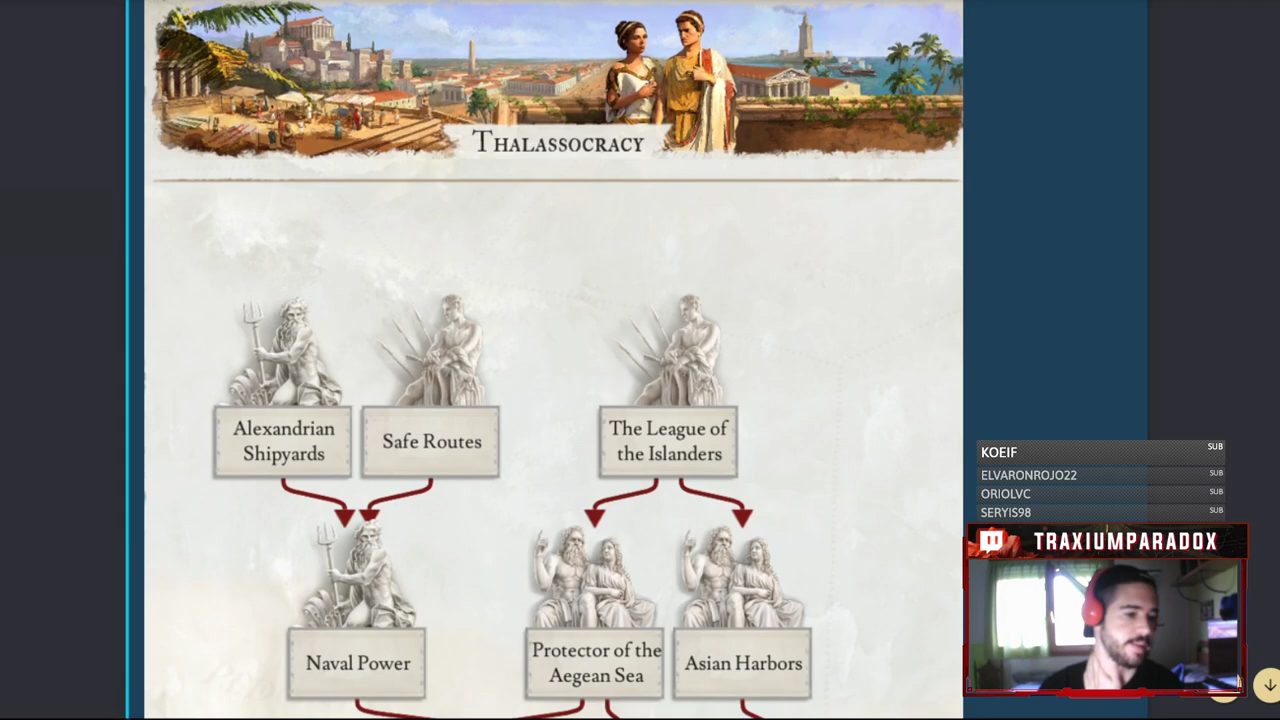 THALASSOCRACY
Alexandrian
Shipyards
Safe Routes
The League of
the Islanders
Naval Power
Protector of the
Aegean Sea
Asian Harbors
KOEIF SUB
ELVARONROJO22 SUB
ORIOLVC SUB
SERYIS98 SUB
TRAXIUMPARADOX